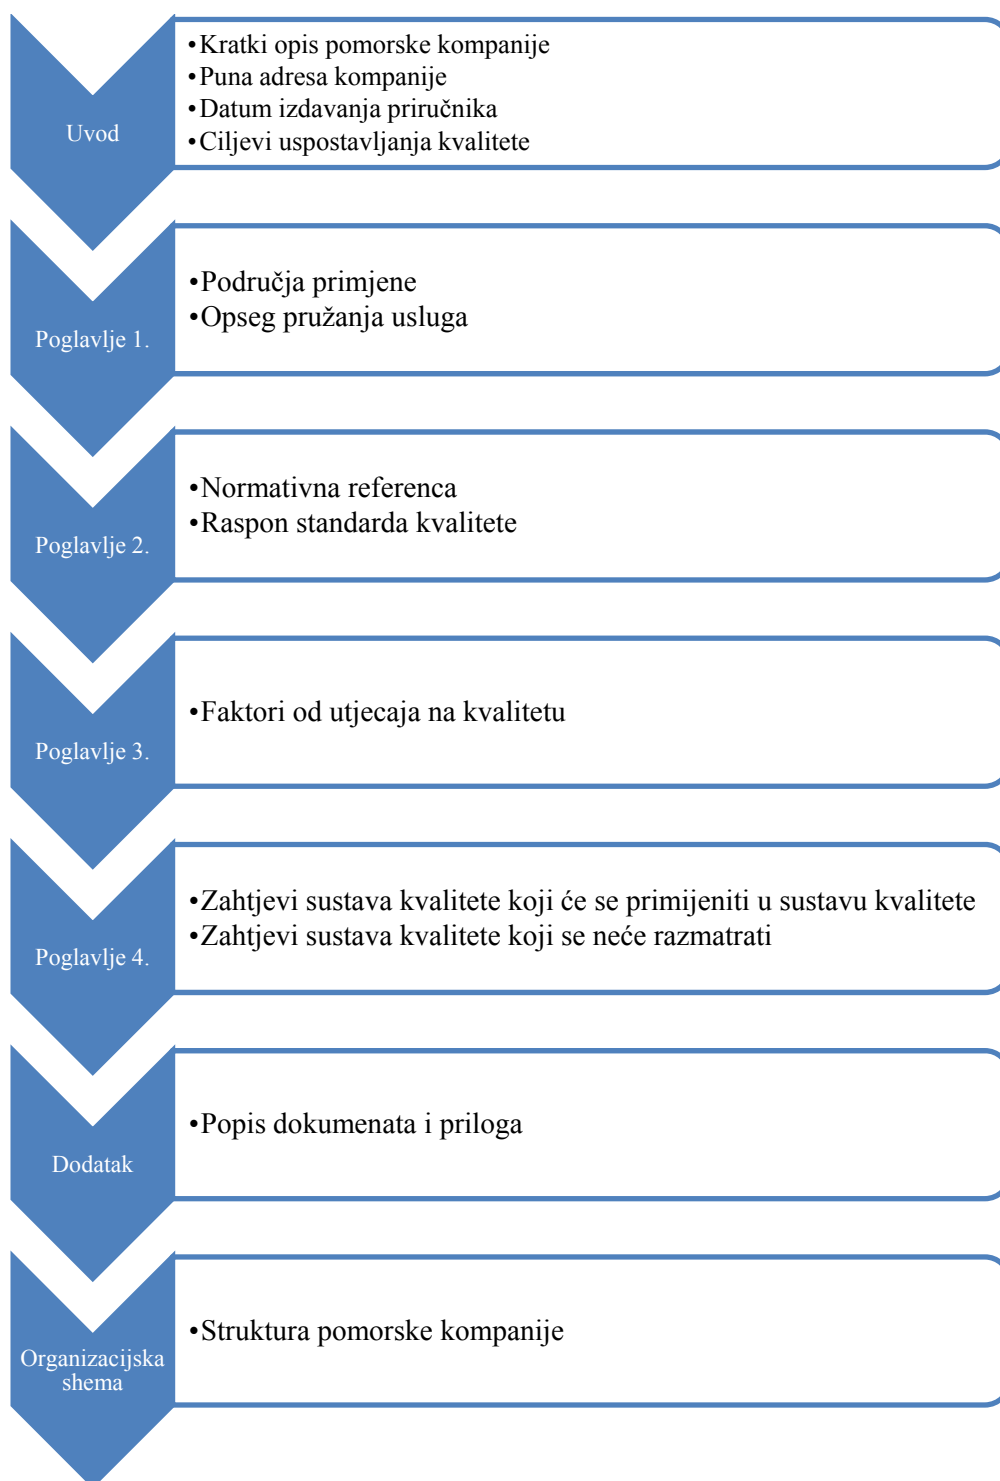 Uvod
•Kratki opis pomorske kompanije
•Puna adresa kompanije
•Datum izdavanja priručnika
•Ciljevi uspostavljanja kvalitete
Poglavlje 1.
•Područja primjene
•Opseg pružanja usluga
Poglavlje 2.
•Normativna referenca
•Raspon standarda kvalitete
Poglavlje 3.
•Faktori od utjecaja na kvalitetu
Poglavlje 4.
•Zahtjevi sustava kvalitete koji će se primijeniti u sustavu kvalitete
•Zahtjevi sustava kvalitete koji se neće razmatrati
Dodatak
•Popis dokumenata i priloga
Organizacijska
shema
•Struktura pomorske kompanije